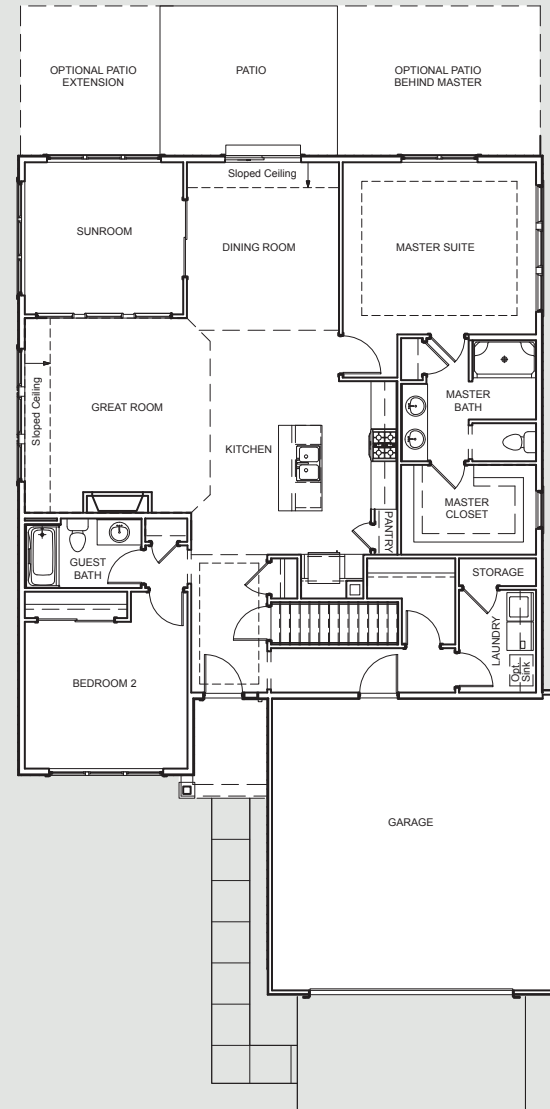 OPTIONAL PATIO
EXTENSION
PATIO
OPTIONAL PATIO
BEHIND MASTER
Sloped Ceiling
SUNROOM
DINING ROOM
MASTER SUITE
Sloped Ceiling
GREAT ROOM
KITCHEN
MASTER
BATH
MASTER
CLOSET
PANTRY
GUEST
BATH
STORAGE
LAUNDRY
Opt.
Sink
BEDROOM 2
GARAGE